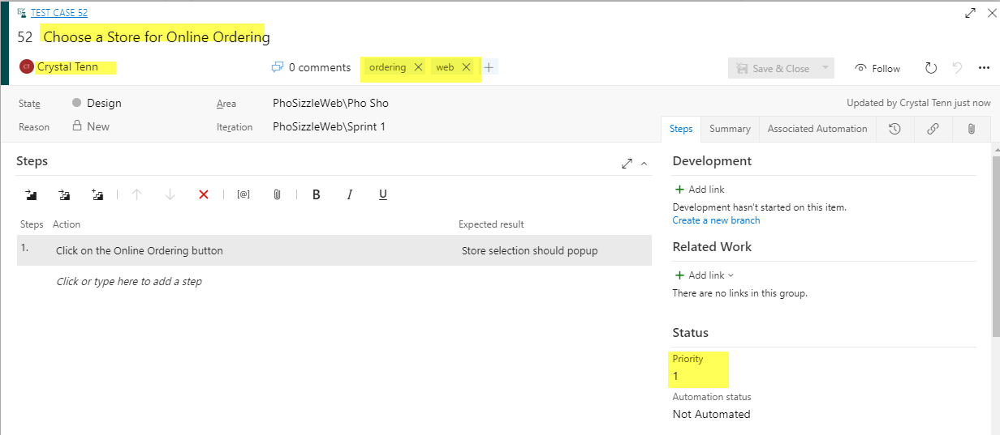 TEST CASE 52
52 Choose a Store for Online Ordering
CT Crystal Tenn 0 comments ordering web Save & Close Follow
State Design Area PhoSizzleWeb\Pho Sho Updated by Crystal Tenn just now
Reason New Iteration PhoSizzleWeb\Sprint 1
Steps Summary Associated Automation
Steps
[@] B I U
Steps Action Expected result
1. Click on the Online Ordering button Store selection should popup
Click or type here to add a step
Development
+ Add link
Development hasn't started on this item.
Create a new branch
Related Work
+ Add link
There are no links in this group.
Status
Priority
1
Automation status
Not Automated